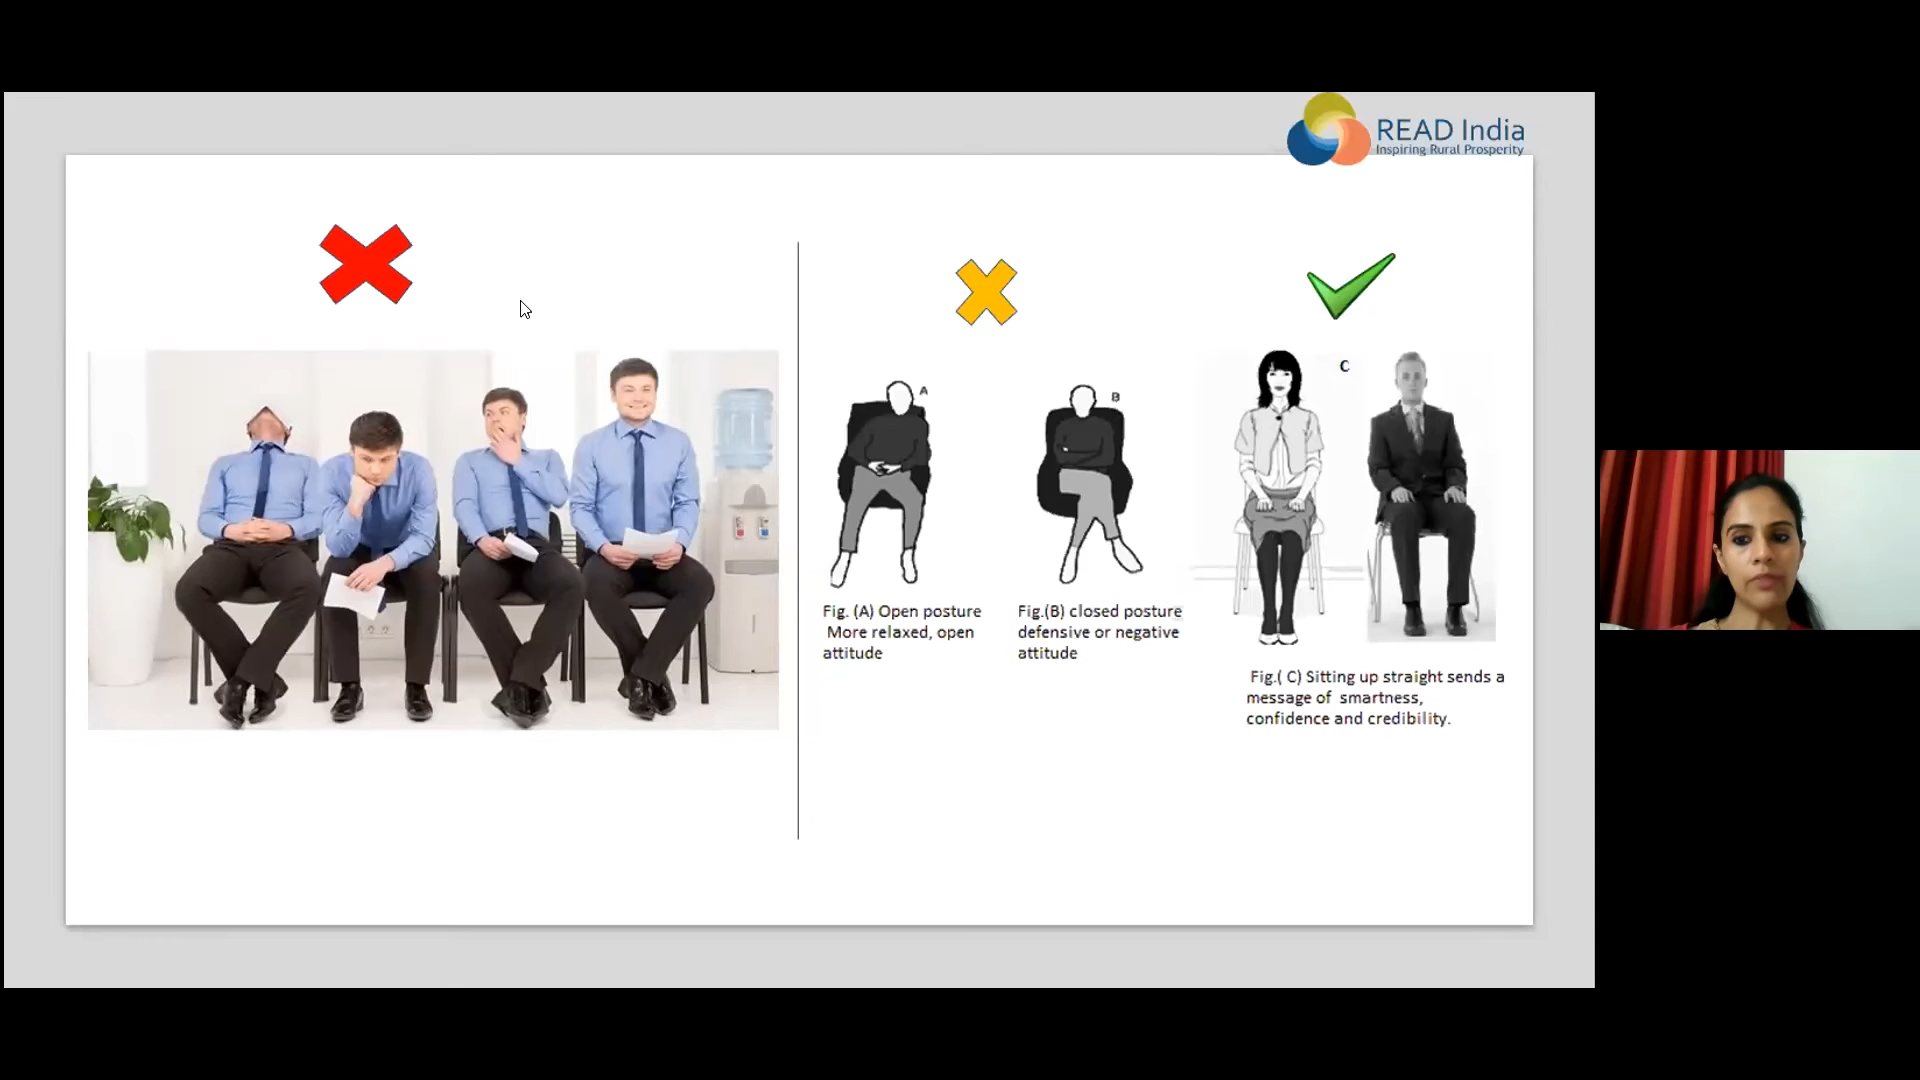 READ India
Inspiring Rural Prosperity
A
B
C
Fig. (A) Open posture
More relaxed, open
attitude
Fig.(B) closed posture
defensive or negative
attitude
Fig.( C) Sitting up straight sends a
message of smartness,
confidence and credibility.